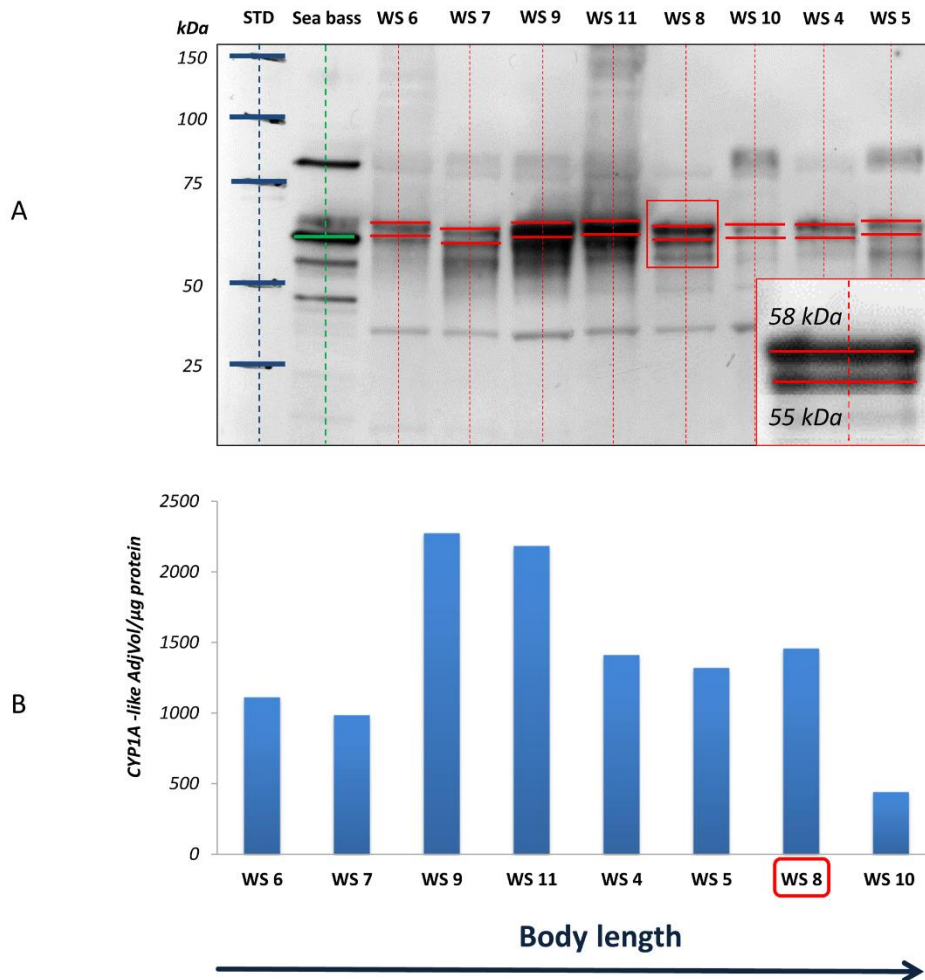 STD Sea bass WS 6 WS 7 WS 9 WS 11 WS 8 WS 10 WS 4 WS 5
kDa
150
100
75
A
50
58 kDa
25
55 kDa
2500
2000
1500
1000
500
0
CYP1A -like AdjVol/µg protein
B
WS 6 WS 7 WS 9 WS 11 WS 4 WS 5 WS 8 WS 10
Body length